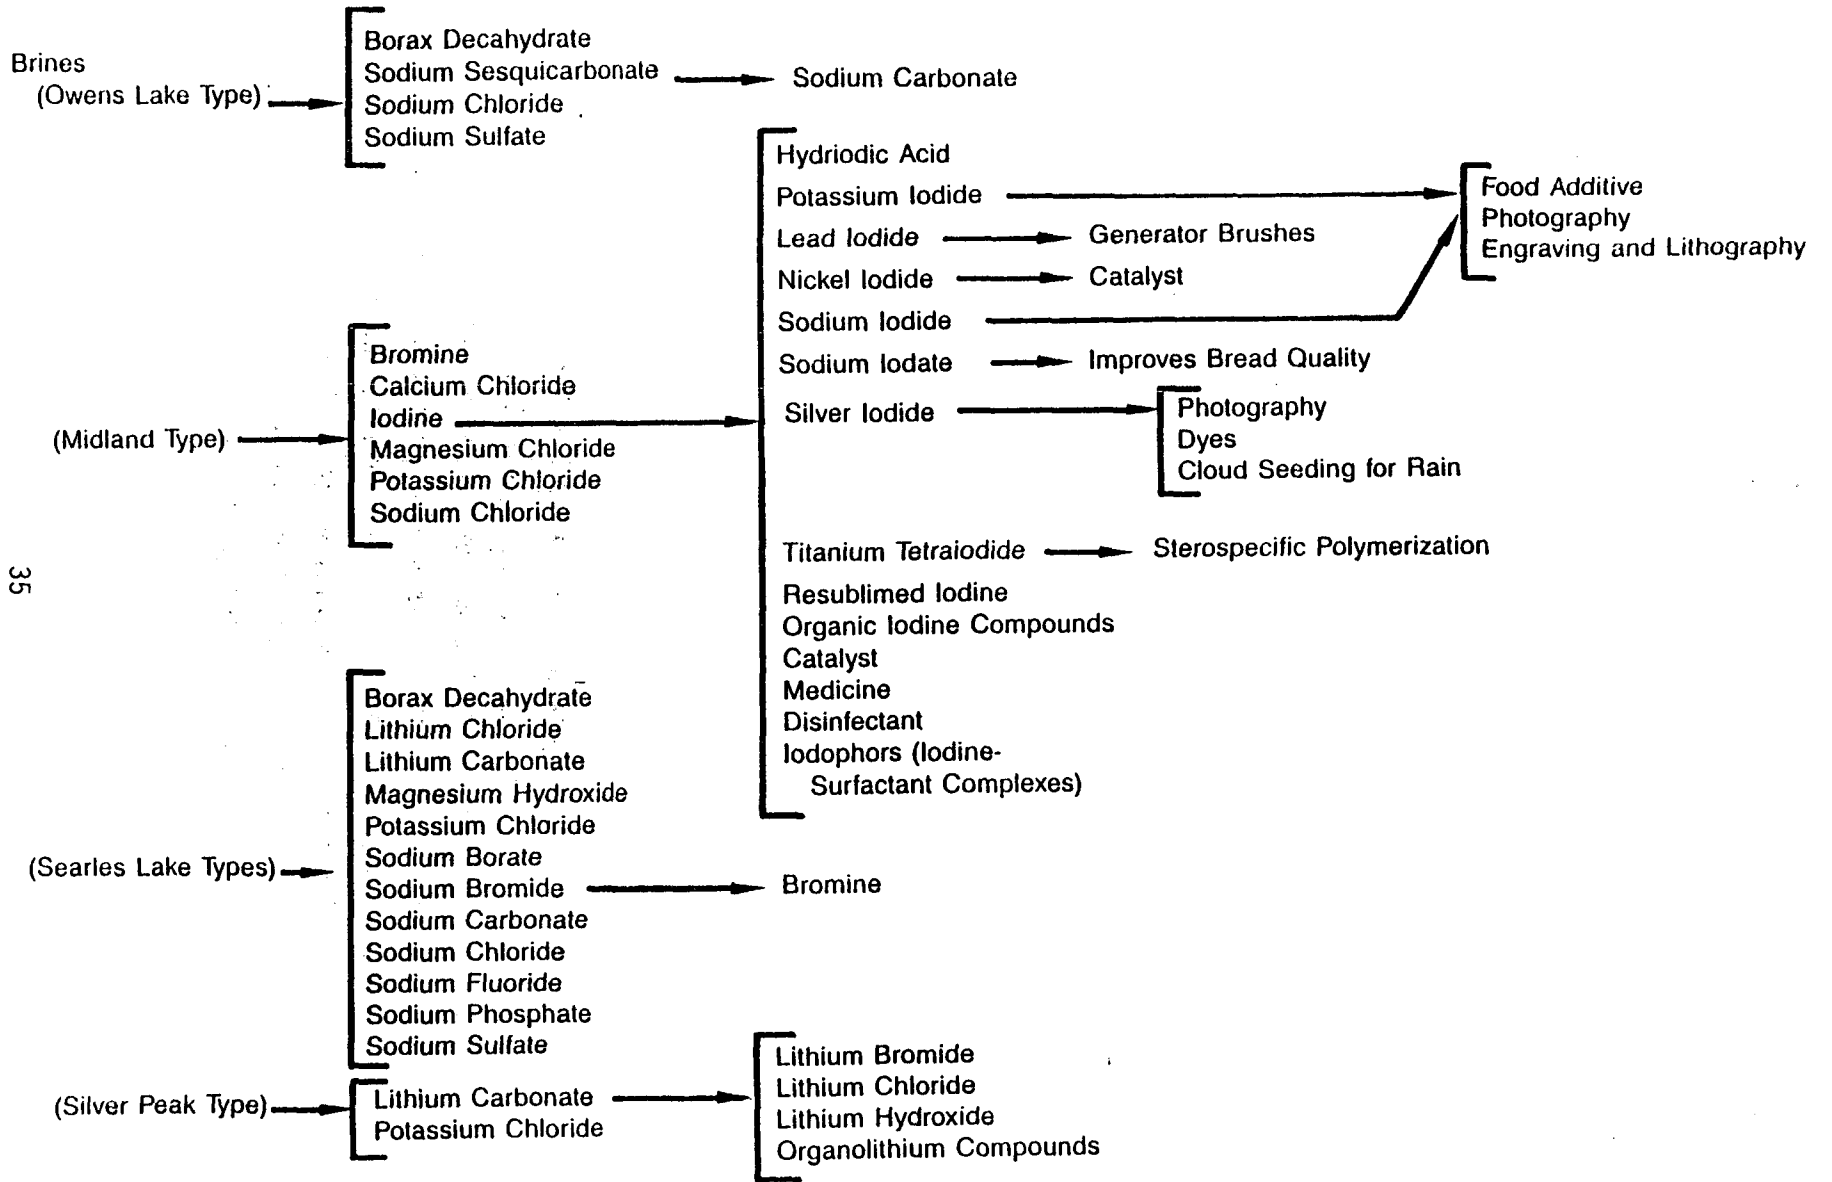 Brines
(Owens Lake Type)
Borax Decahydrate
Sodium Sesquicarbonate
Sodium Chloride
Sodium Sulfate
Sodium Carbonate
(Midland Type)
Bromine
Calcium Chloride
Iodine
Magnesium Chloride
Potassium Chloride
Sodium Chloride
Hydriodic Acid
Potassium Iodide
Lead Iodide
Generator Brushes
Nickel Iodide
Catalyst
Sodium Iodide
Food Additive
Photography
Engraving and Lithography
Sodium Iodate
Improves Bread Quality
Silver Iodide
Photography
Dyes
Cloud Seeding for Rain
Titanium Tetraiodide
Sterospecific Polymerization
Resublimed Iodine
Organic Iodine Compounds
Catalyst
Medicine
Disinfectant
Iodophors (Iodine-
Surfactant Complexes)
(Searles Lake Types)
Borax Decahydrate
Lithium Chloride
Lithium Carbonate
Magnesium Hydroxide
Potassium Chloride
Sodium Borate
Sodium Bromide
Sodium Carbonate
Sodium Chloride
Sodium Fluoride
Sodium Phosphate
Sodium Sulfate
Bromine
(Silver Peak Type)
Lithium Carbonate
Potassium Chloride
Lithium Bromide
Lithium Chloride
Lithium Hydroxide
Organolithium Compounds
35